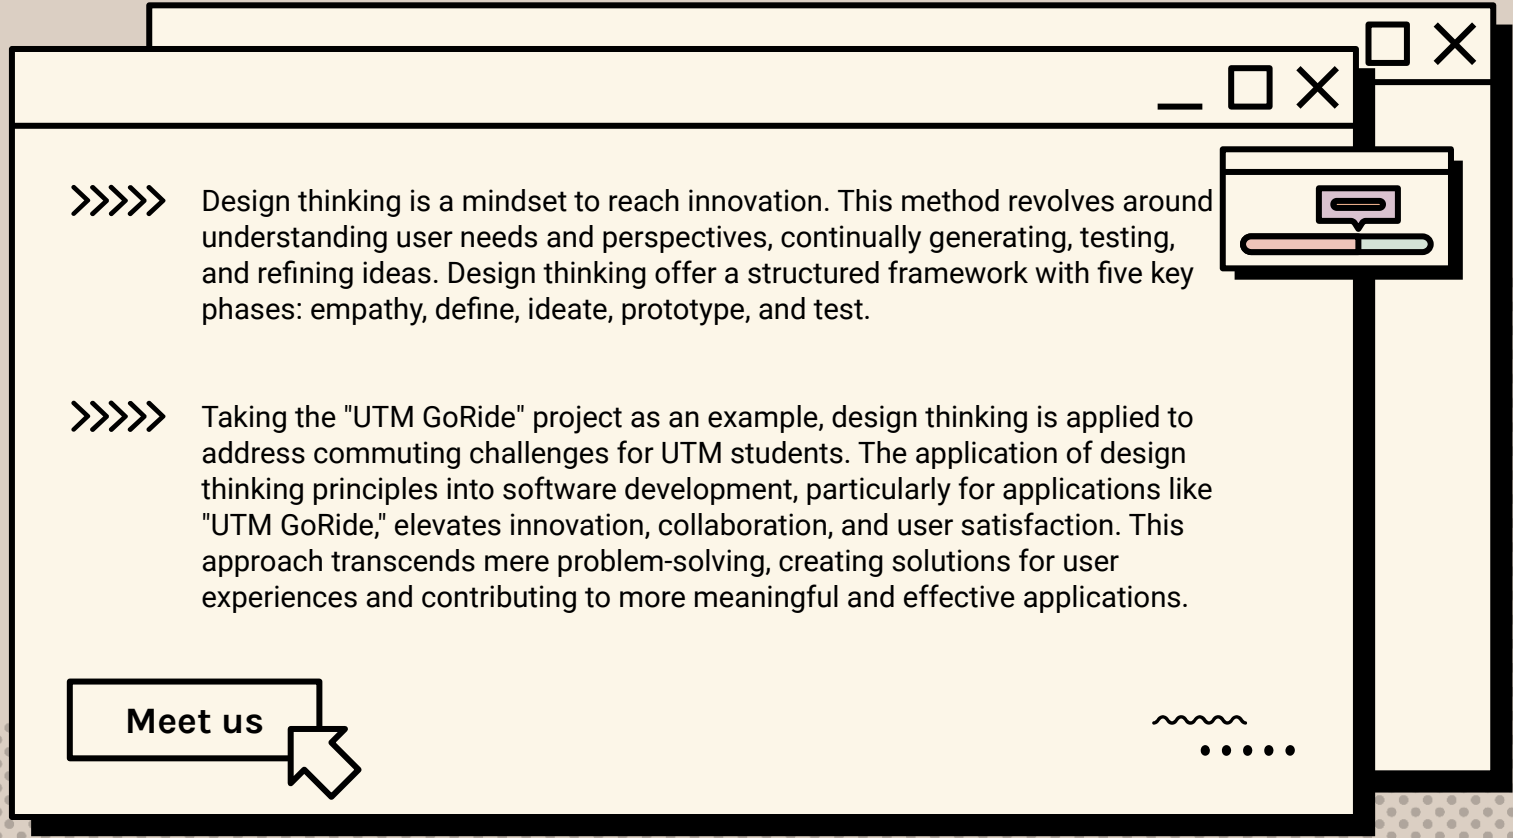 Design thinking is a mindset to reach innovation. This method revolves around
understanding user needs and perspectives, continually generating, testing,
and refining ideas. Design thinking offer a structured framework with five key
phases: empathy, define, ideate, prototype, and test.
Taking the "UTM GoRide" project as an example, design thinking is applied to
address commuting challenges for UTM students. The application of design
thinking principles into software development, particularly for applications like
"UTM GoRide," elevates innovation, collaboration, and user satisfaction. This
approach transcends mere problem-solving, creating solutions for user
experiences and contributing to more meaningful and effective applications.
Meet us